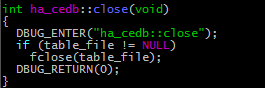 int ha_cedb::close(void)
{
  DBUG_ENTER("ha_cedb::close");
  if (table_file != NULL)
    fclose(table_file);
  DBUG_RETURN(0);
}